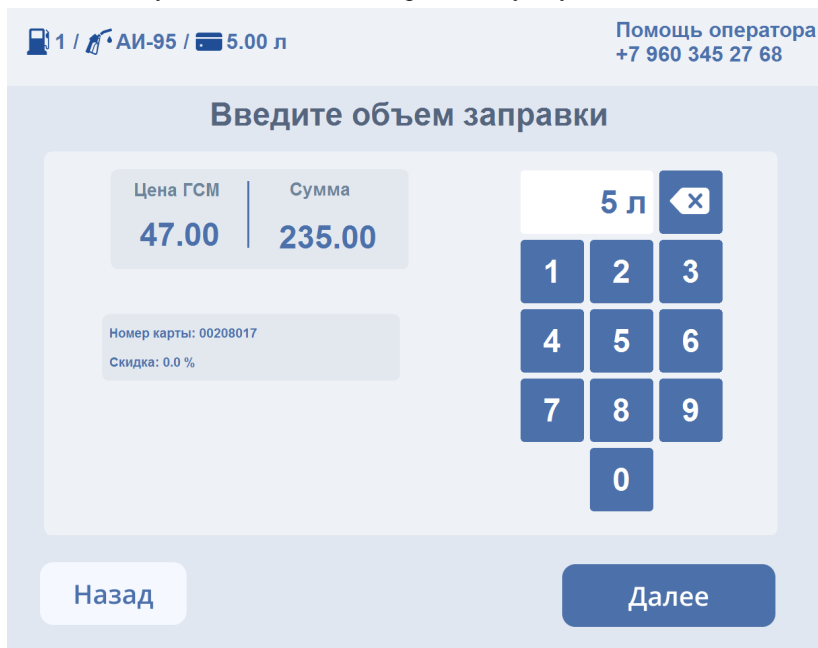 1 / АИ-95 / 5.00 л
Помощь оператора
+7 960 345 27 68
Введите объем заправки
Цена ГСМ
47.00
Сумма
235.00
Номер карты: 00208017
Скидка: 0.0 %
5 л
1 2 3
4 5 6
7 8 9
0
Назад
Далее